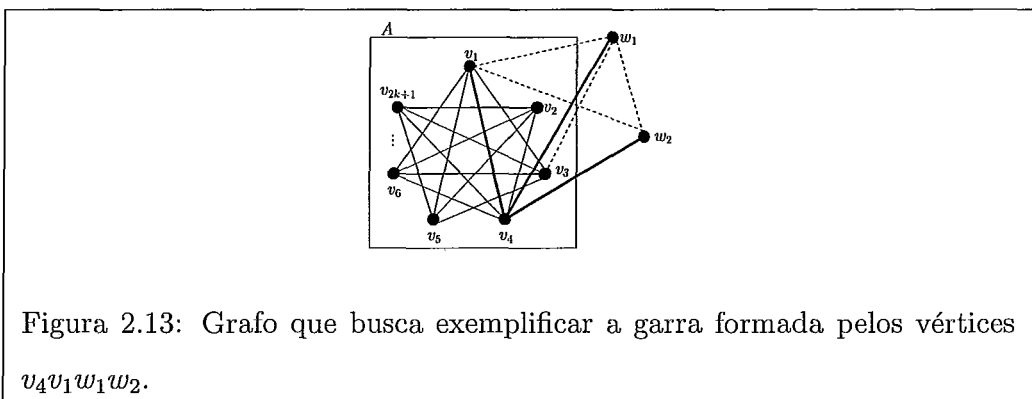 A
w₁
v₁
v₂ₖ₊₁
v₂
w₂
⋮
v₃
v₆
v₅
v₄
Figura 2.13: Grafo que busca exemplificar a garra formada pelos vértices
v₄v₁w₁w₂.